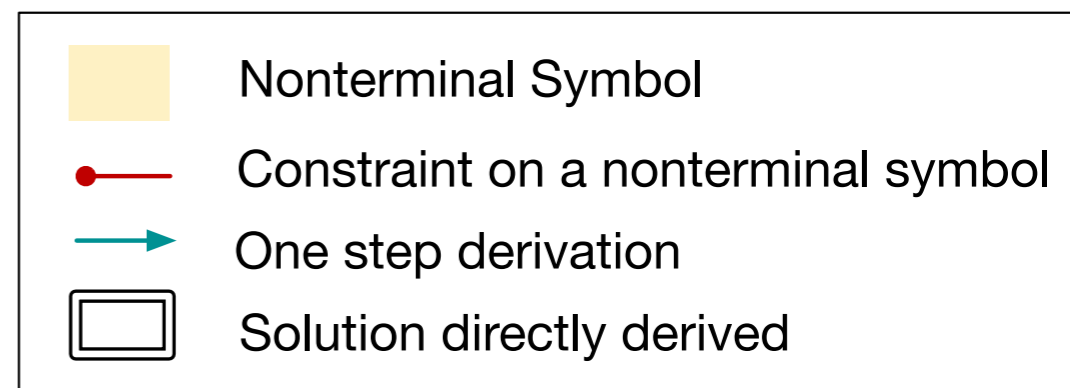 Nonterminal Symbol
Constraint on a nonterminal symbol
One step derivation
Solution directly derived